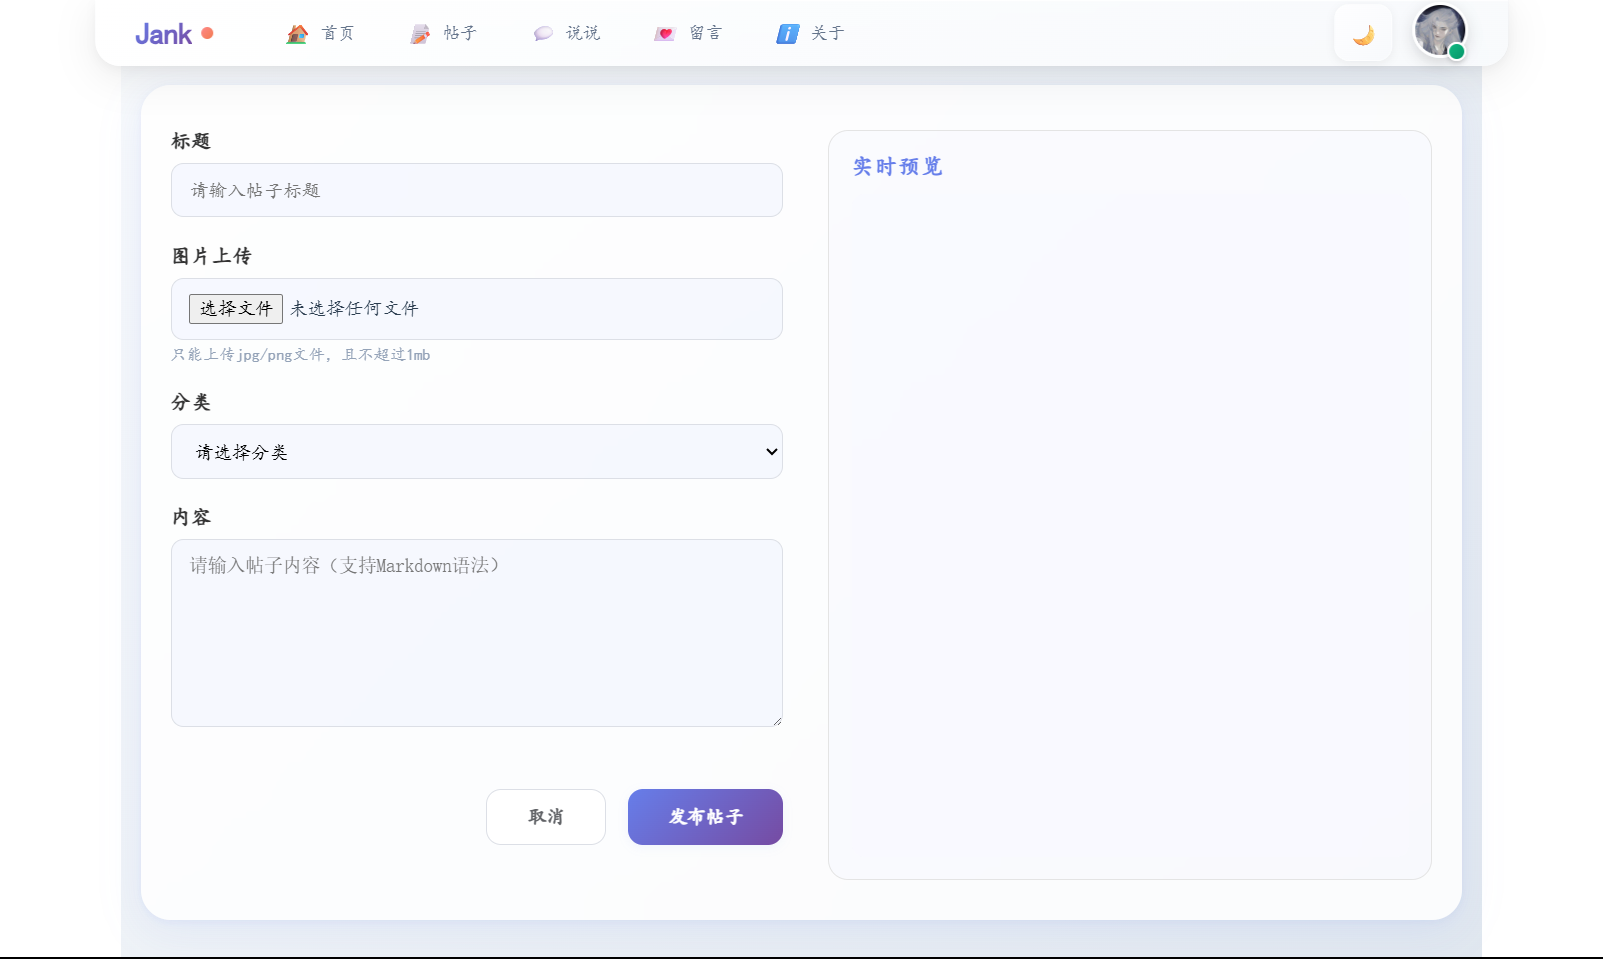 Jank
首页
帖子
说说
留言
关于
标题
请输入帖子标题
图片上传
选择文件 未选择任何文件
只能上传jpg/png文件，且不超过1mb
分类
请选择分类
内容
请输入帖子内容（支持Markdown语法）
取消
发布帖子
实时预览